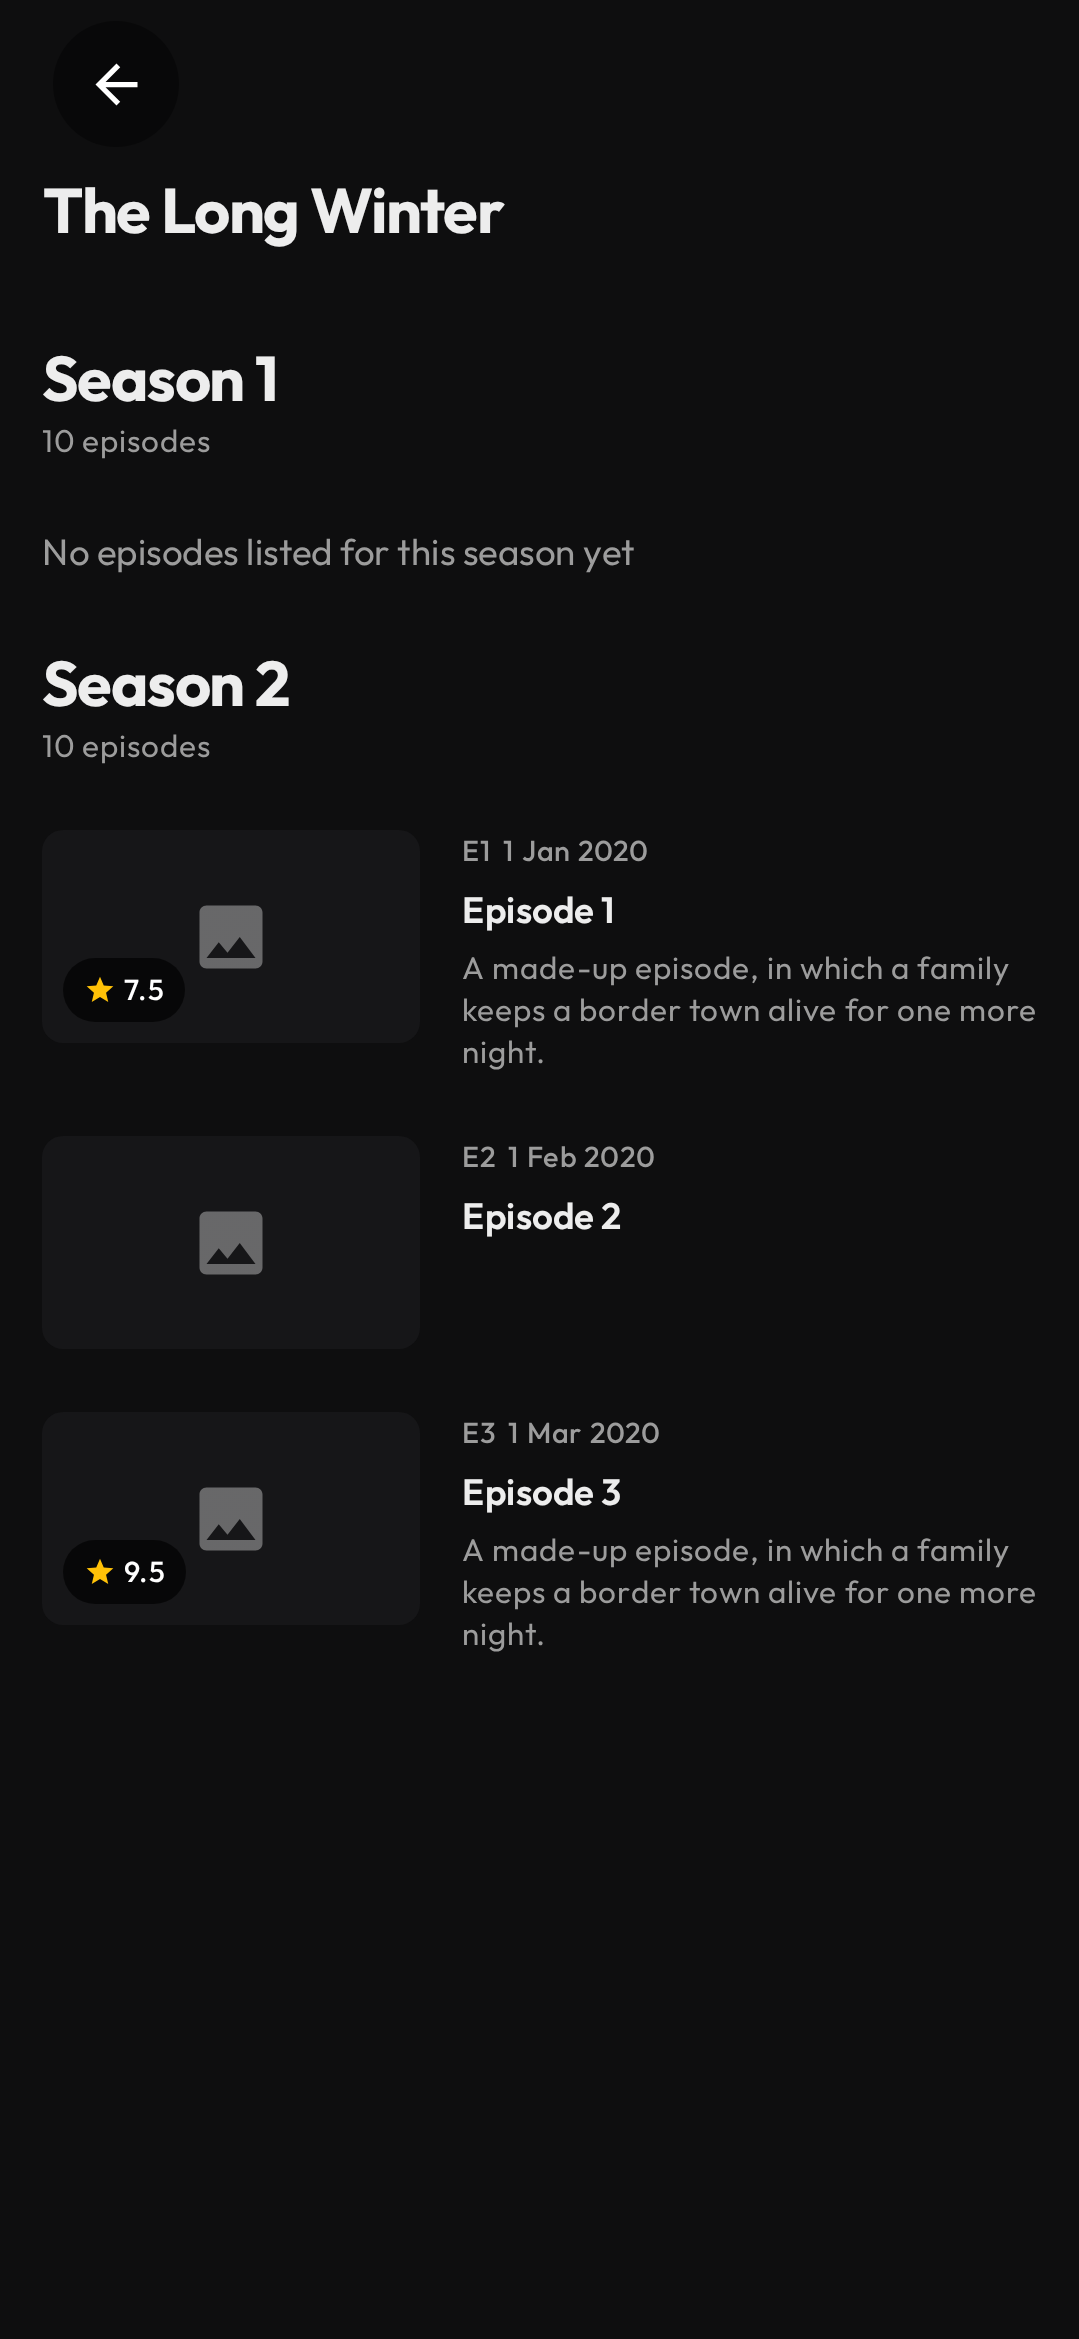 The Long Winter
Season 1
10 episodes
No episodes listed for this season yet
Season 2
10 episodes
E1 1 Jan 2020
Episode 1
A made-up episode, in which a family
keeps a border town alive for one more
night.
7.5
E2 1 Feb 2020
Episode 2
E3 1 Mar 2020
Episode 3
A made-up episode, in which a family
keeps a border town alive for one more
night.
9.5